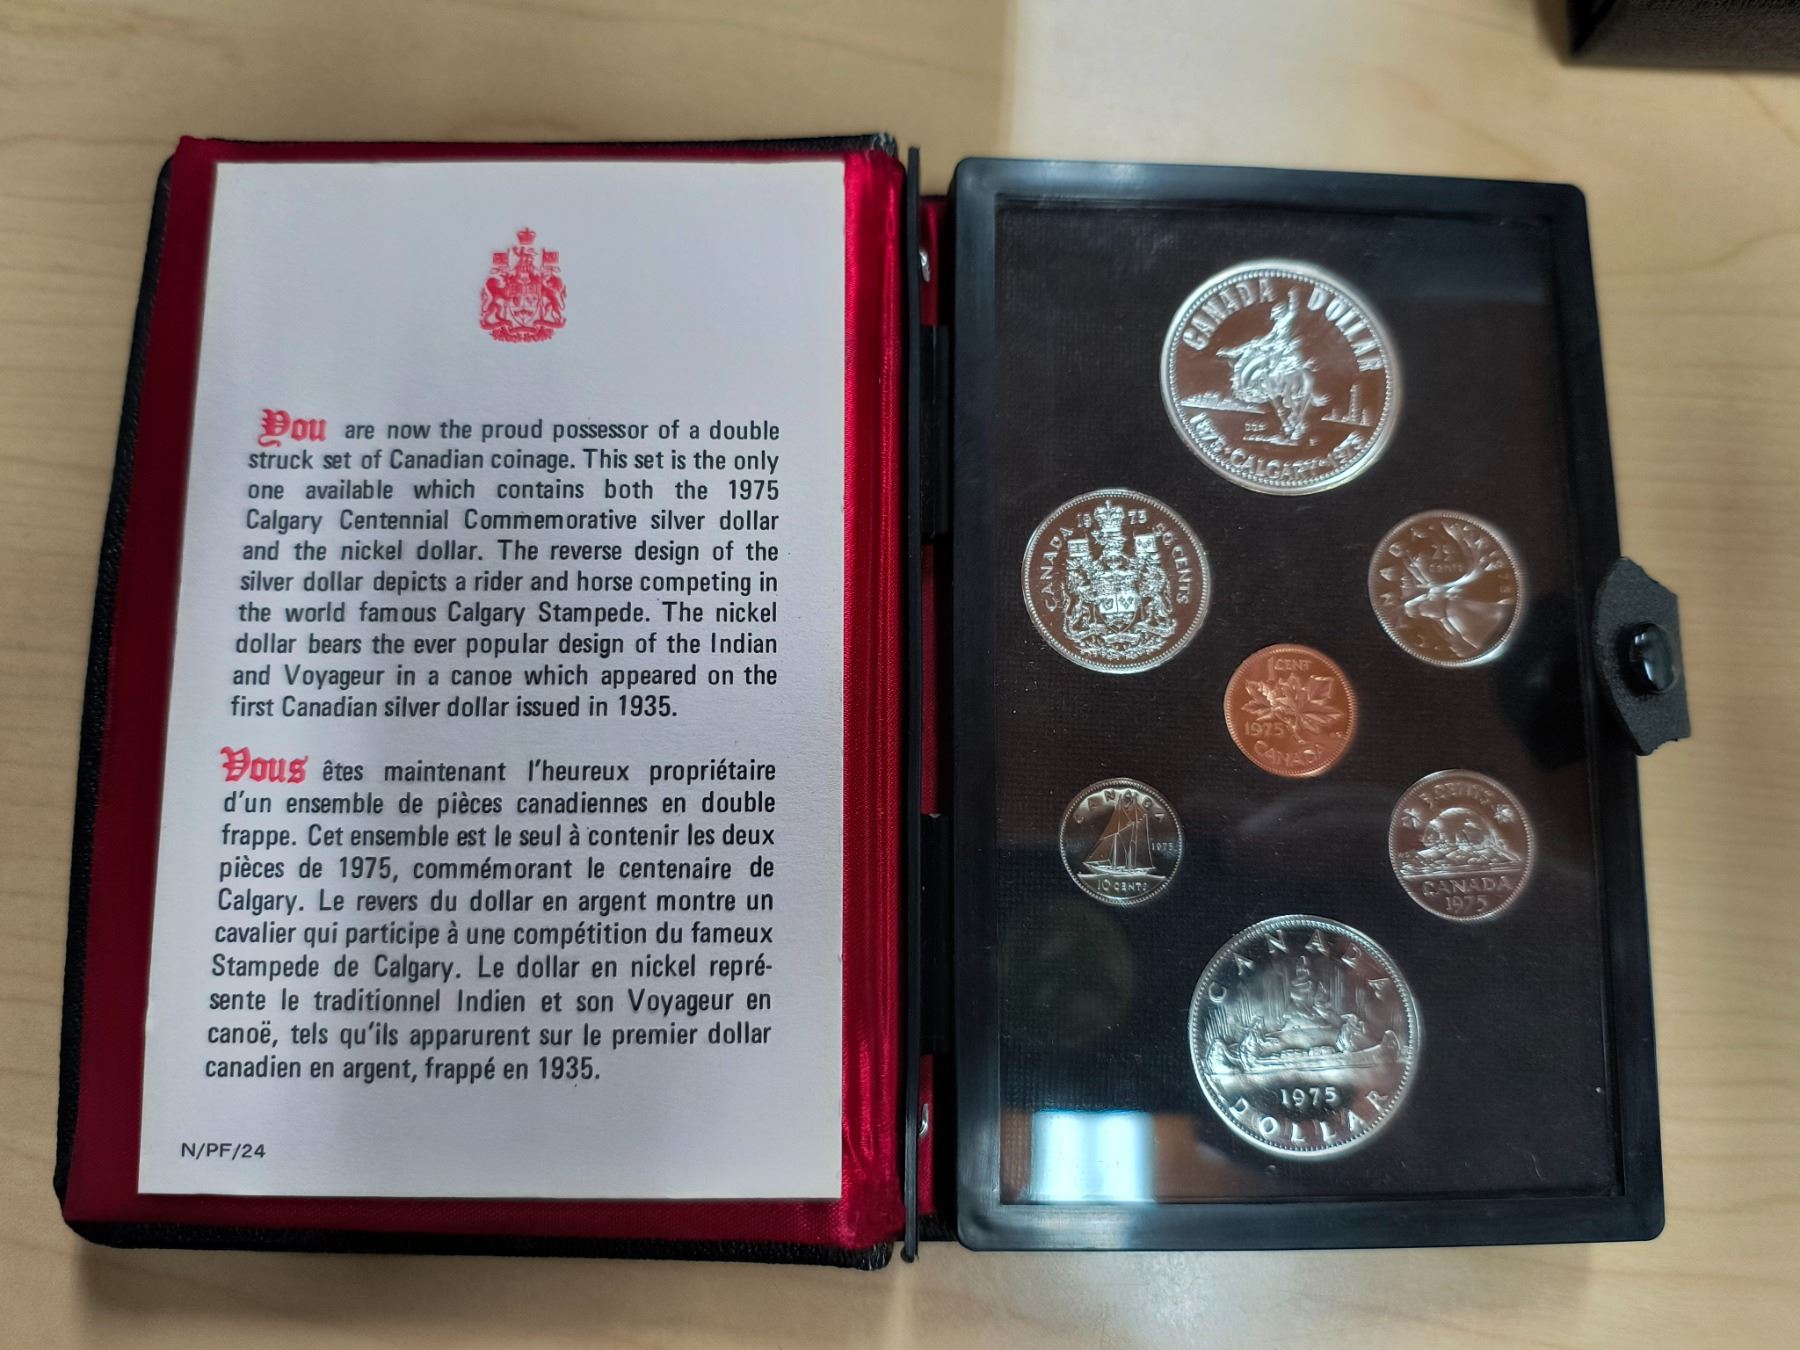 You are now the proud possessor of a double
struck set of Canadian coinage. This set is the only
one available which contains both the 1975
Calgary Centennial Commemorative silver dollar
and the nickel dollar. The reverse design of the
silver dollar depicts a rider and horse competing in
the world famous Calgary Stampede. The nickel
dollar bears the ever popular design of the Indian
and Voyageur in a canoe which appeared on the
first Canadian silver dollar issued in 1935.
Vous êtes maintenant l'heureux propriétaire
d'un ensemble de pièces canadiennes en double
frappe. Cet ensemble est le seul à contenir les deux
pièces de 1975, commémorant le centenaire de
Calgary. Le revers du dollar en argent montre un
cavalier qui participe à une compétition du fameux
Stampede de Calgary. Le dollar en nickel repré-
sente le traditionnel Indien et son Voyageur en
canoë, tels qu'ils apparurent sur le premier dollar
canadien en argent, frappé en 1935.
N/PF/24
CANADA DOLLAR
1875·CALGARY·1975
CANADA 1975 50 CENTS
CANADA
25
cents
1975
1 CENT
1975
CANADA
CANADA
1975
10 CENTS
5 CENTS
CANADA
1975
CANADA
1975
DOLLAR